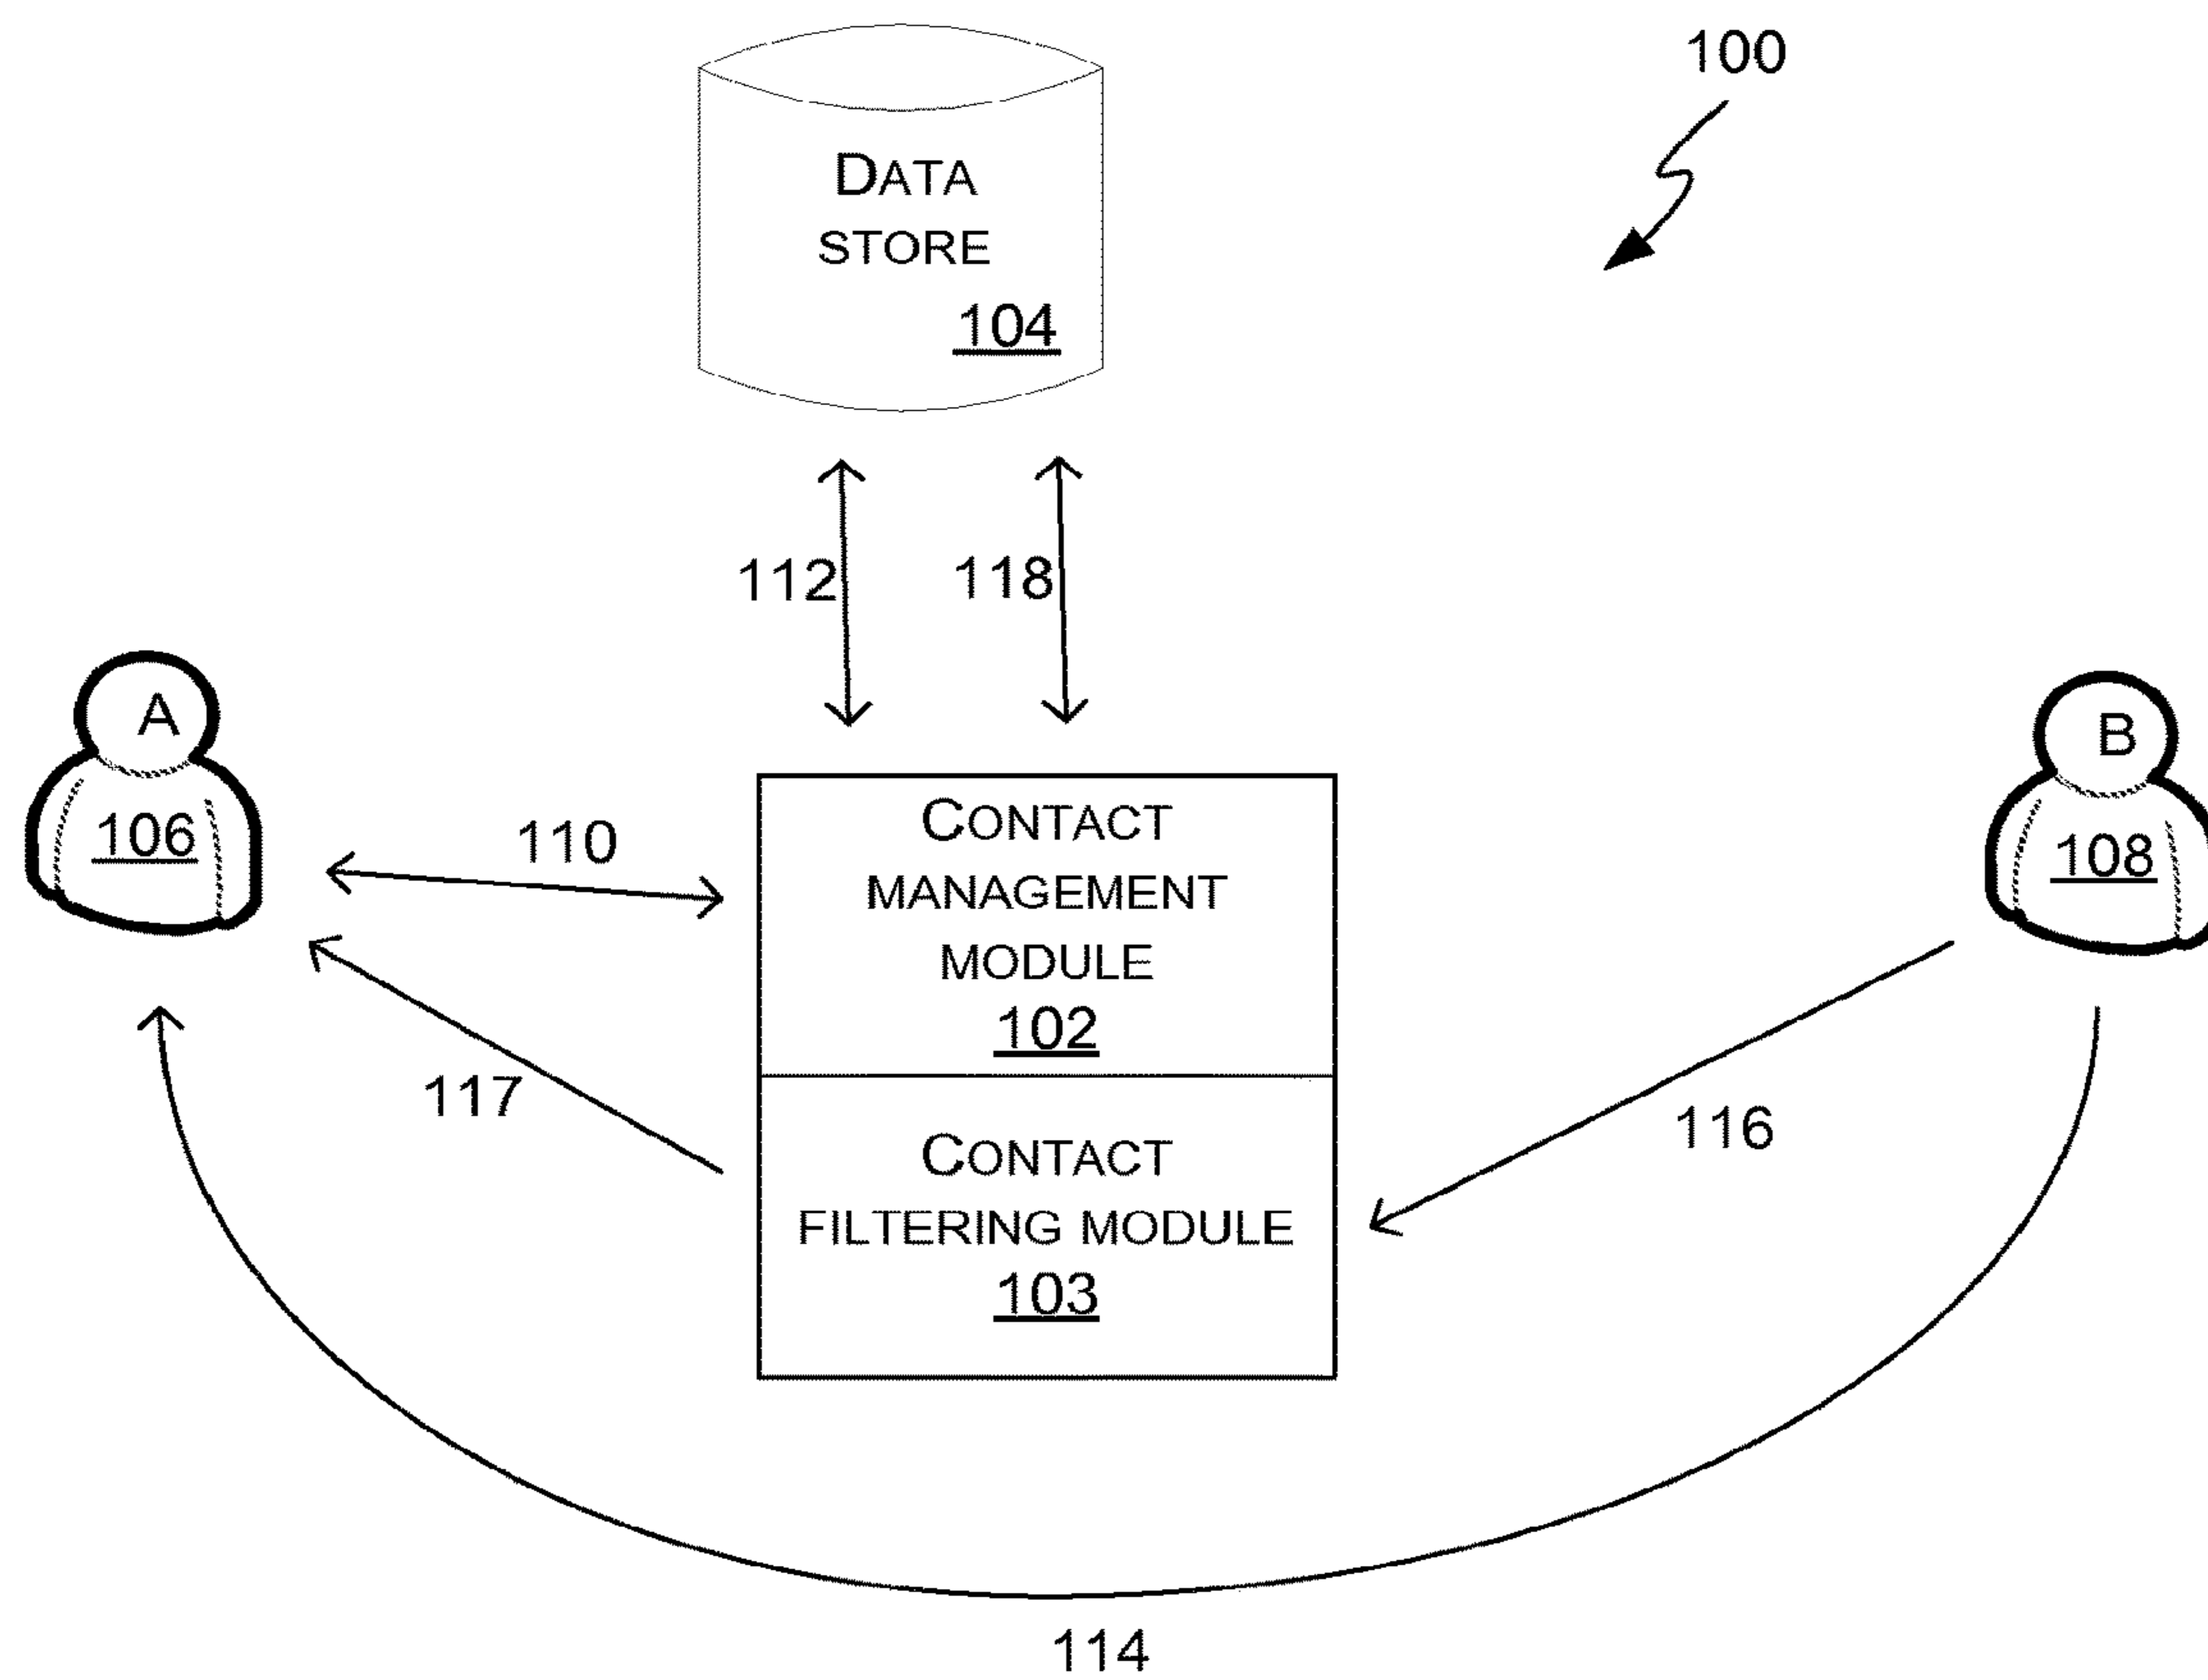 100
DATA
STORE
104
112
118
A
106
B
108
110
CONTACT
MANAGEMENT
MODULE
102
117
116
CONTACT
FILTERING MODULE
103
114